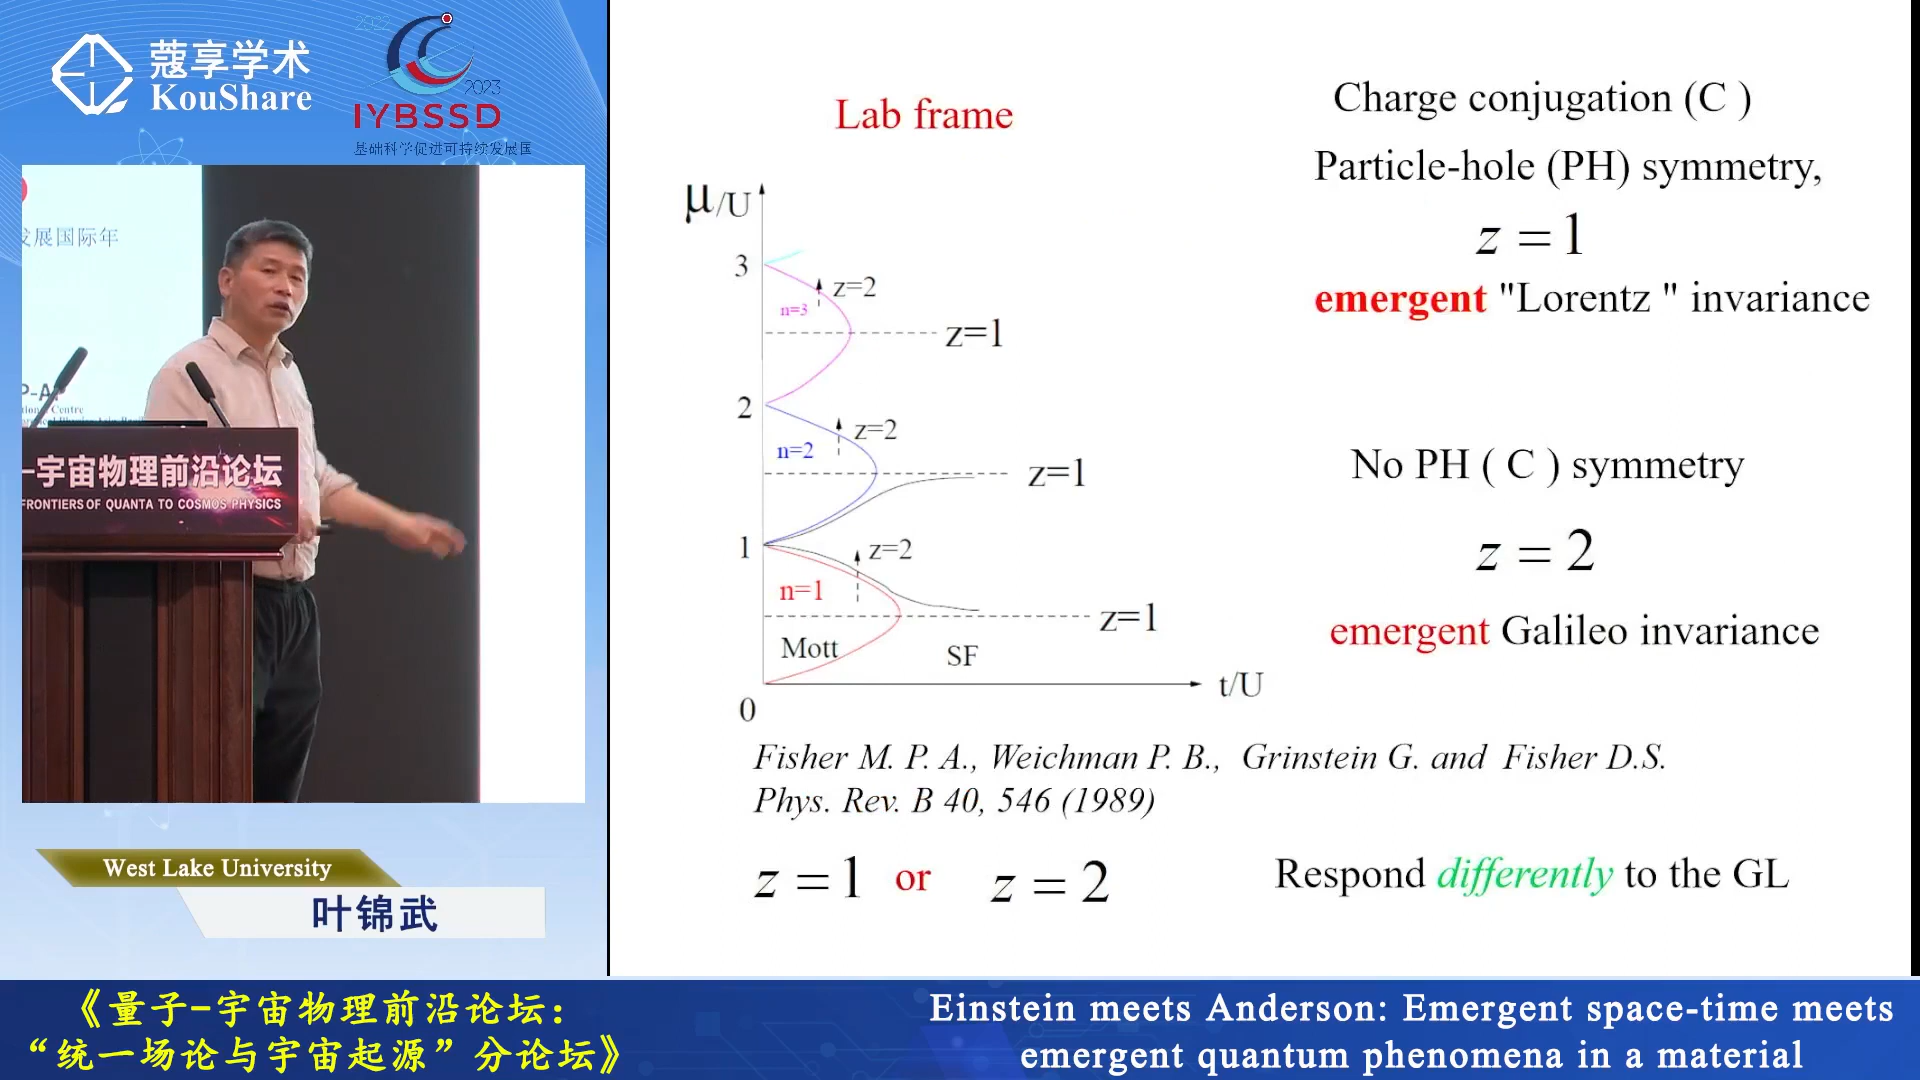 蔻享学术
KouShare
2022
2023
IYBSSD
基础科学促进可持续发展国
发展国际年
P-AP
-宇宙物理前沿论坛
FRONTIERS OF QUANTA TO COSMOS PHYSICS
West Lake University
叶锦武
Lab frame
μ/U
3
n=3
z=2
z=1
2
n=2
z=2
z=1
1
n=1
z=2
z=1
Mott
SF
t/U
0
Charge conjugation (C )
Particle-hole (PH) symmetry,
z = 1
emergent "Lorentz " invariance
No PH ( C ) symmetry
z = 2
emergent Galileo invariance
Fisher M. P. A., Weichman P. B., Grinstein G. and Fisher D.S.
Phys. Rev. B 40, 546 (1989)
z = 1 or z = 2
Respond differently to the GL
《量子-宇宙物理前沿论坛：
“统一场论与宇宙起源”分论坛》
Einstein meets Anderson: Emergent space-time meets
emergent quantum phenomena in a material